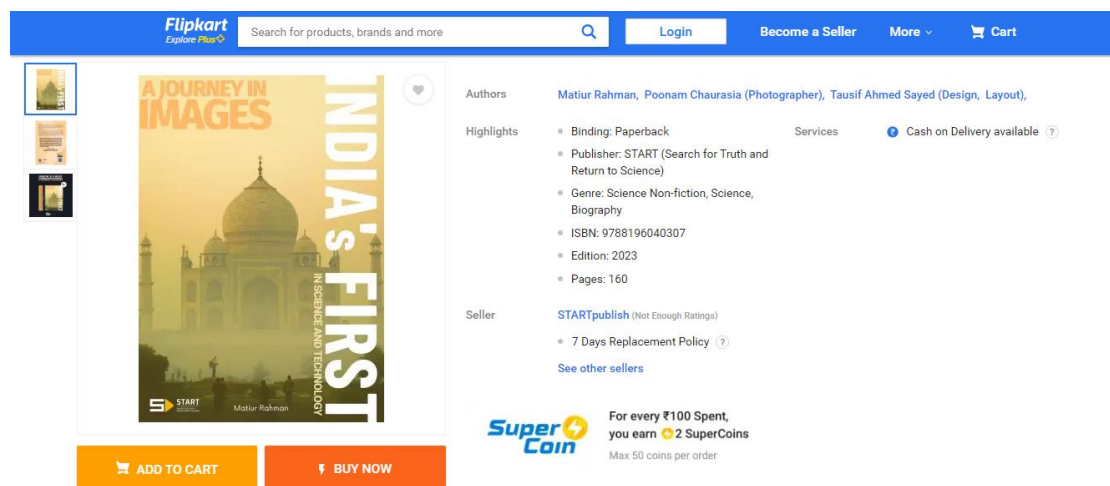 Flipkart
Explore Plus
Search for products, brands and more
Login
Become a Seller
More
Cart
A JOURNEY IN
IMAGES
INDIA's FIRST
IN SCIENCE AND TECHNOLOGY
START
Matiur Rahman
ADD TO CART
BUY NOW
Authors
Matiur Rahman, Poonam Chaurasia (Photographer), Tausif Ahmed Sayed (Design, Layout),
Highlights
Binding: Paperback
Publisher: START (Search for Truth and
Return to Science)
Genre: Science Non-fiction, Science,
Biography
ISBN: 9788196040307
Edition: 2023
Pages: 160
Services
Cash on Delivery available ?
Seller
STARTpublish (Not Enough Ratings)
7 Days Replacement Policy ?
See other sellers
Super
Coin
For every ₹100 Spent,
you earn 2 SuperCoins
Max 50 coins per order